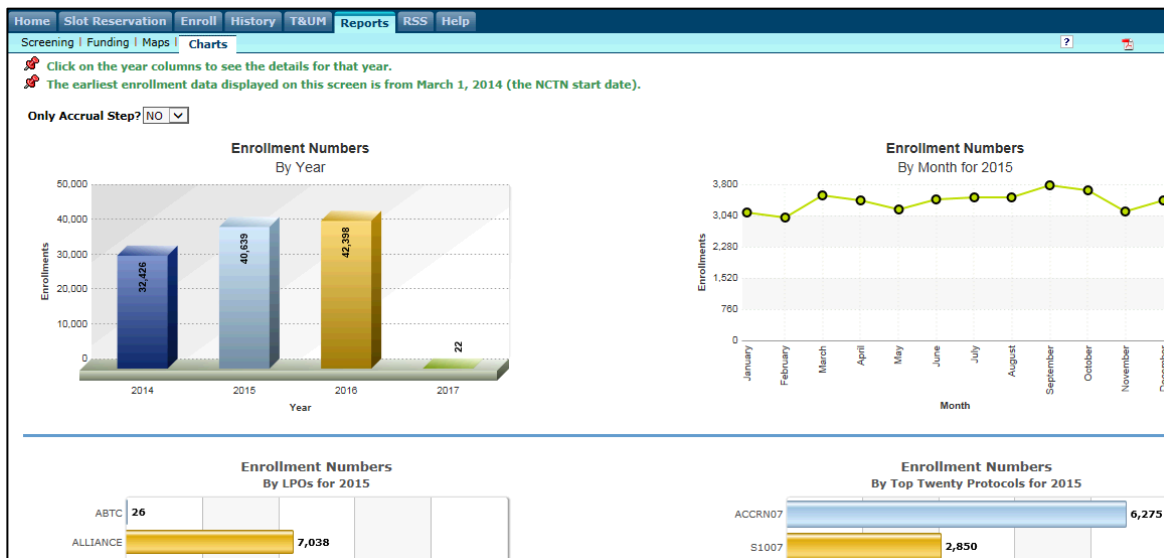 Home Slot Reservation Enroll History T&UM Reports RSS Help
Screening | Funding | Maps | Charts ?
Click on the year columns to see the details for that year.
The earliest enrollment data displayed on this screen is from March 1, 2014 (the NCTN start date).
Only Accrual Step? NO
Enrollment Numbers
By Year
50,000
40,000
30,000
20,000
10,000
0
Enrollments
32,426
40,639
42,398
22
2014 2015 2016 2017
Year
Enrollment Numbers
By Month for 2015
3,800
3,040
2,280
1,520
760
0
Enrollments
January February March April May June July August September October November
Month
Enrollment Numbers
By LPOs for 2015
ABTC 26
ALLIANCE 7,038
Enrollment Numbers
By Top Twenty Protocols for 2015
ACCRN07 6,275
S1007 2,850